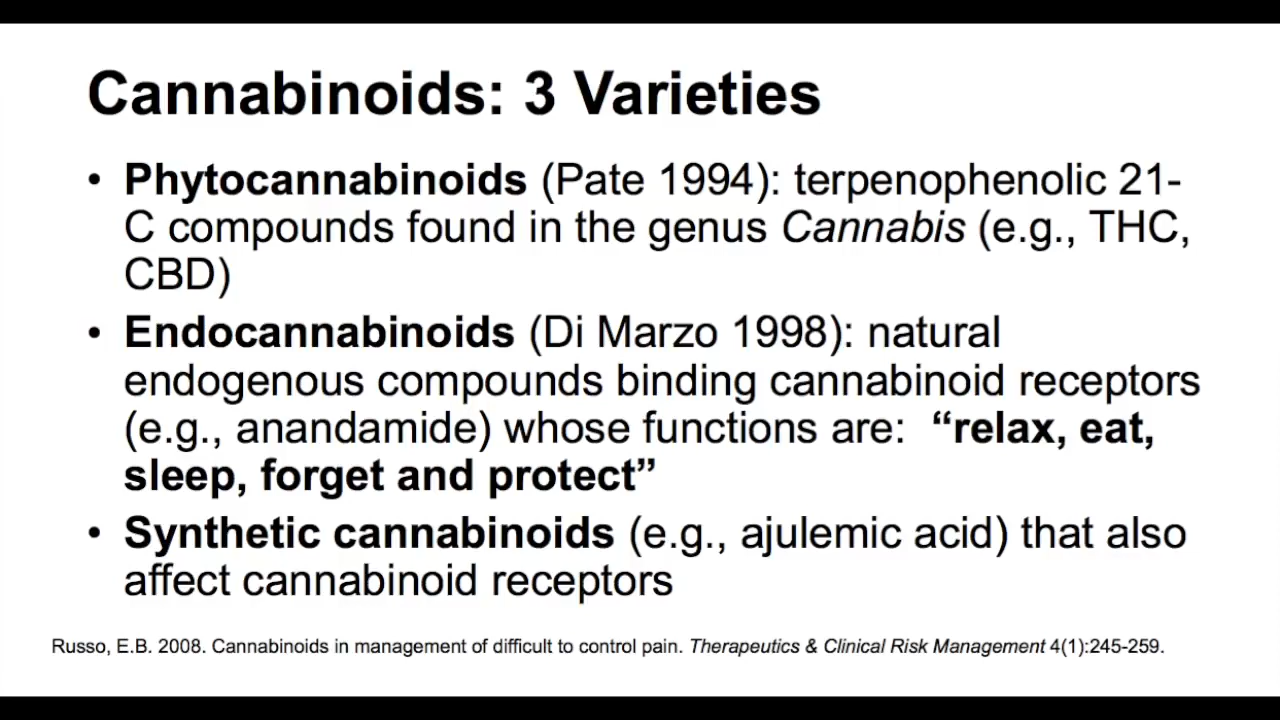 Cannabinoids: 3 Varieties
• Phytocannabinoids (Pate 1994): terpenophenolic 21-
C compounds found in the genus Cannabis (e.g., THC,
CBD)
• Endocannabinoids (Di Marzo 1998): natural
endogenous compounds binding cannabinoid receptors
(e.g., anandamide) whose functions are: “relax, eat,
sleep, forget and protect”
• Synthetic cannabinoids (e.g., ajulemic acid) that also
affect cannabinoid receptors
Russo, E.B. 2008. Cannabinoids in management of difficult to control pain. Therapeutics & Clinical Risk Management 4(1):245-259.